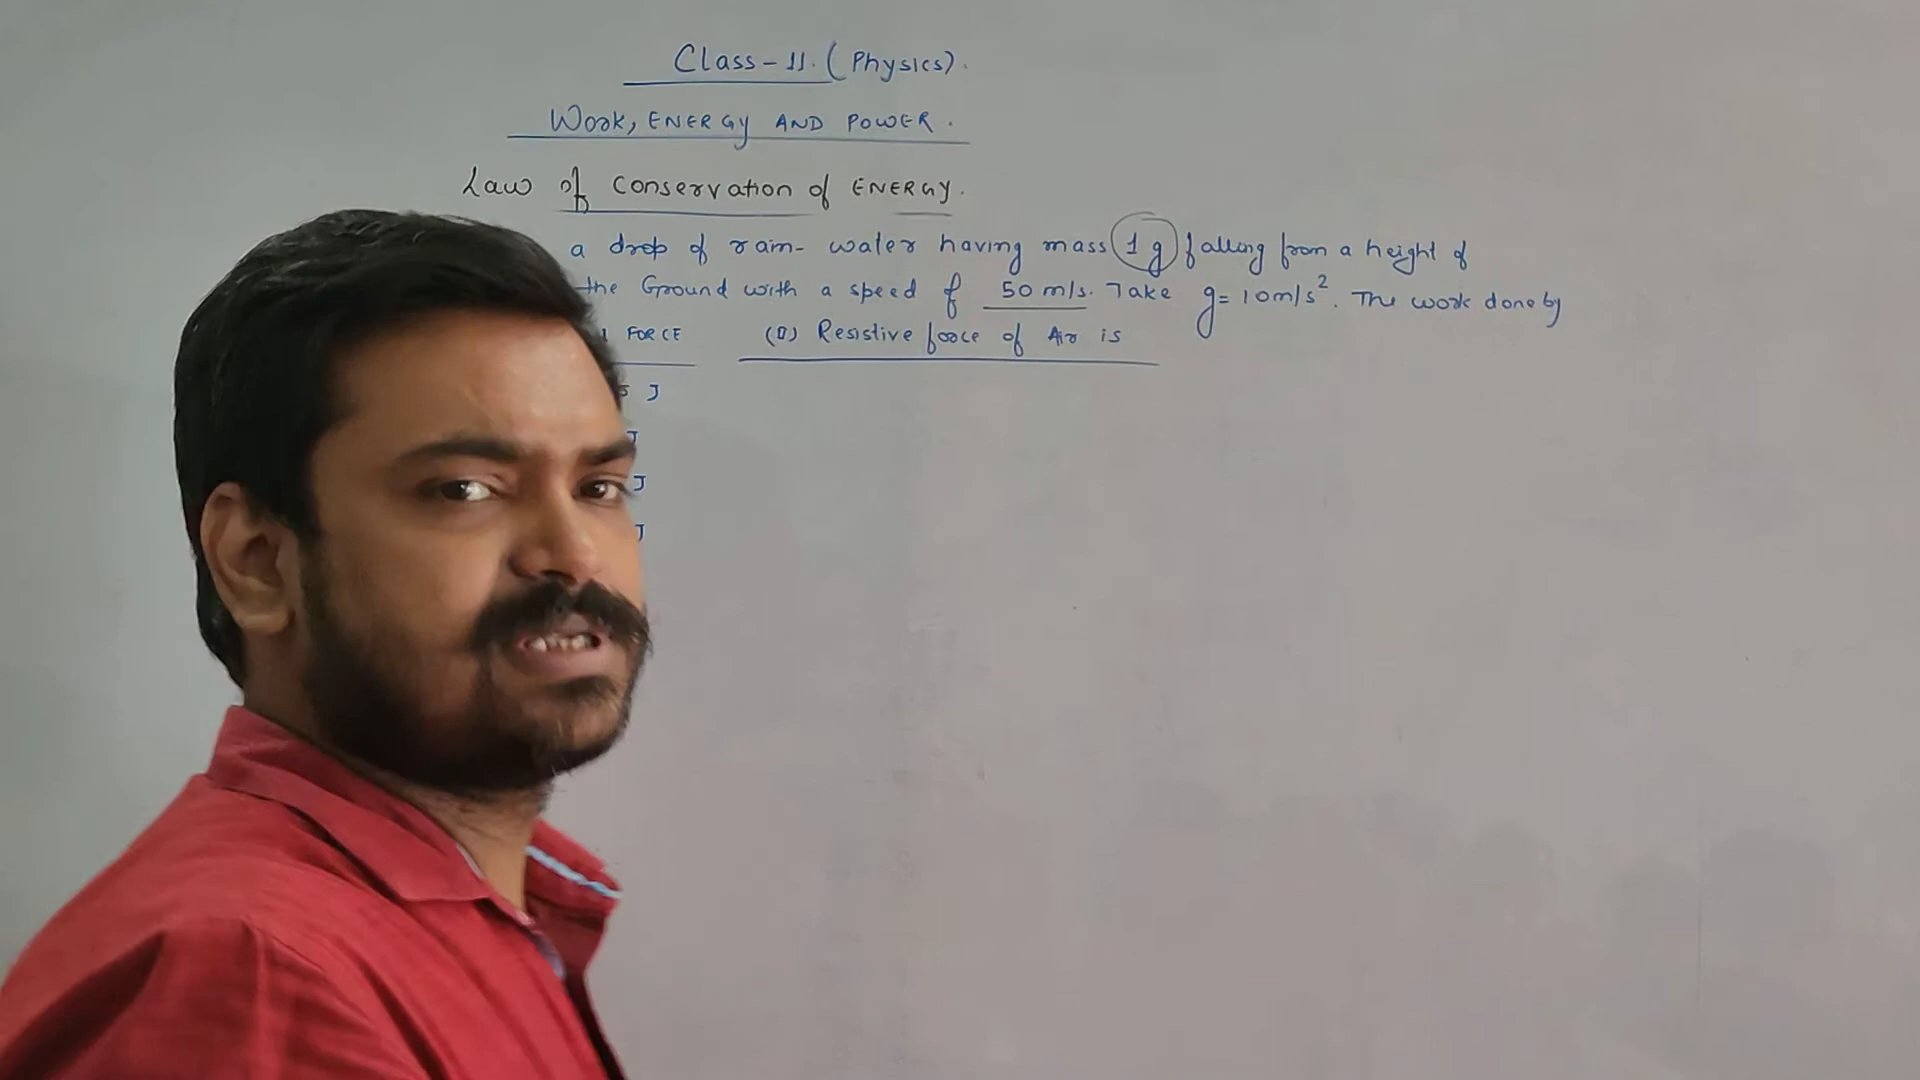 Class-11. (Physics).
Work, ENERGY AND POWER.
Law of Conservation of ENERGY.
a drop of rain-water having mass 1 g falling from a height of
the Ground with a speed of 50 m/s. Take g= 10m/s². The work done by
FORCE (II) Resistive force of Air is
J
J
J
J